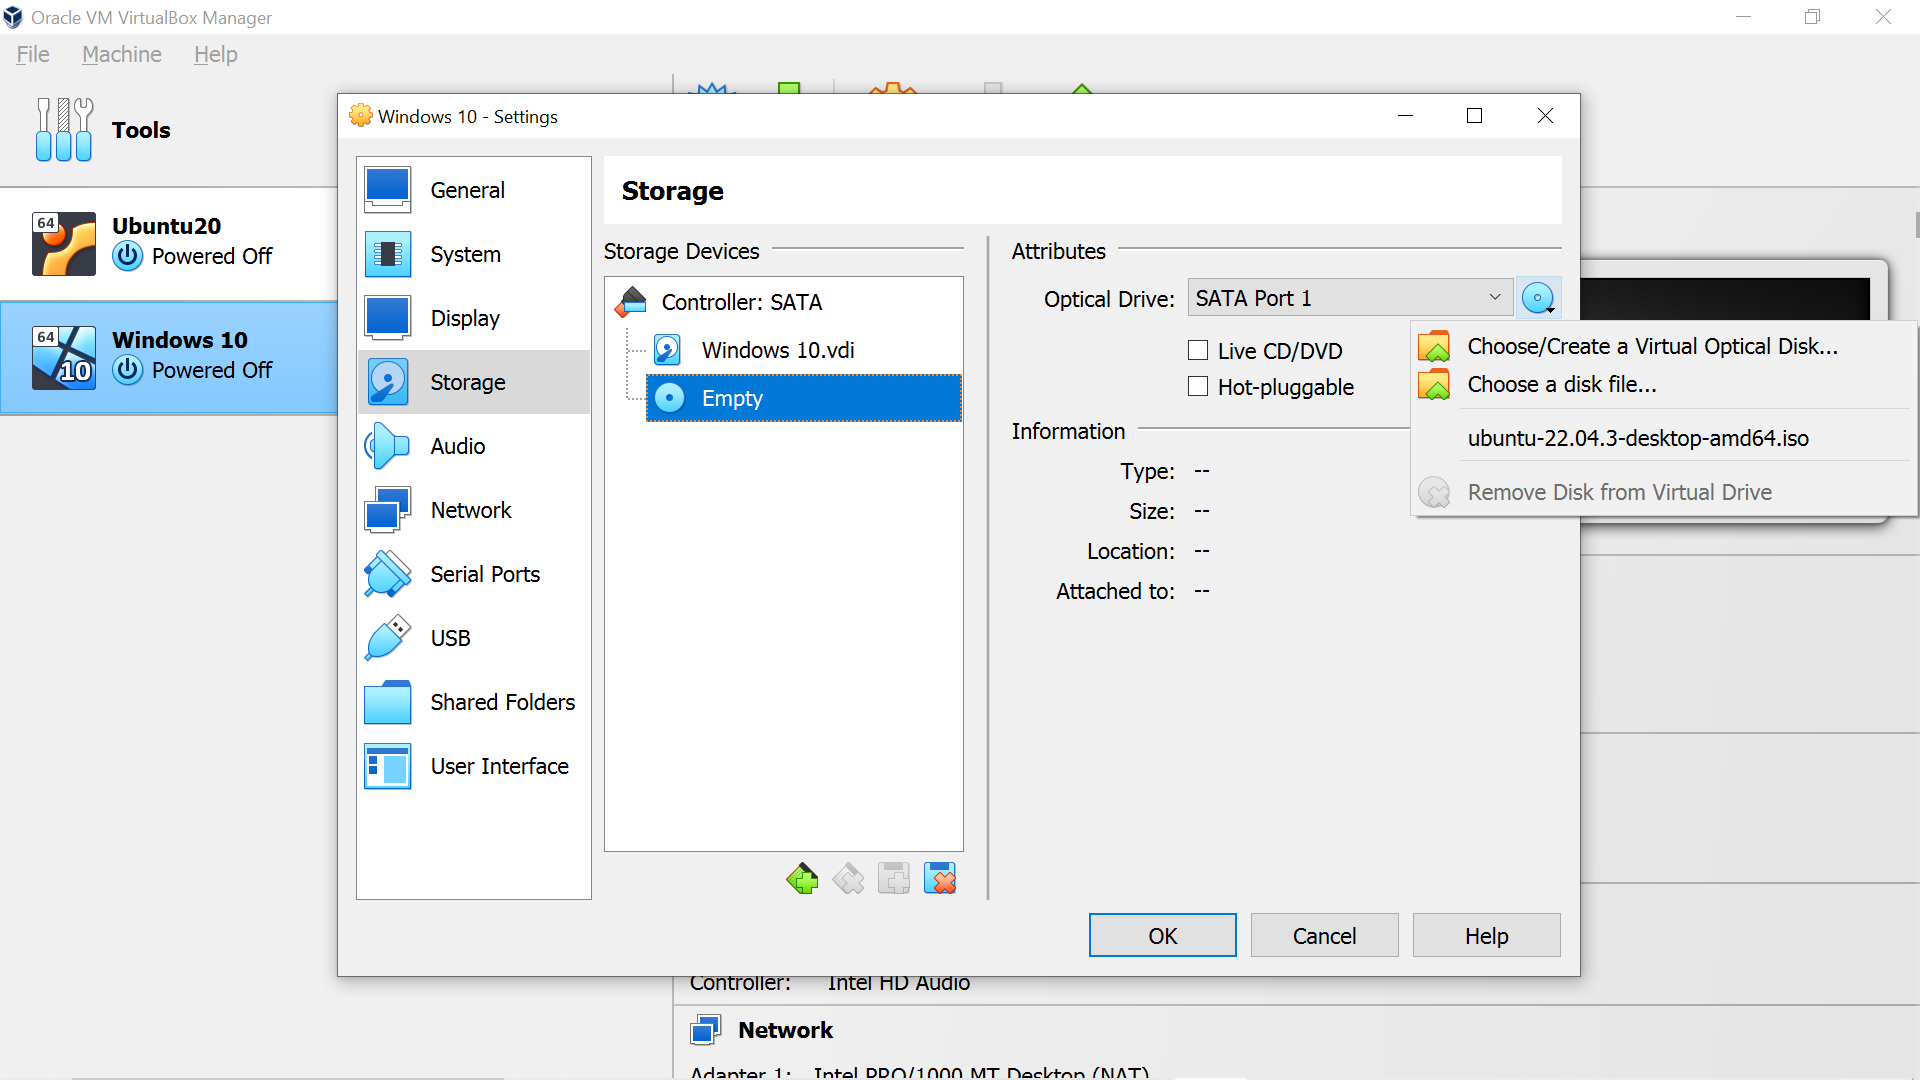 Oracle VM VirtualBox Manager
File Machine Help
Tools
64
Ubuntu20
Powered Off
64
10
Windows 10
Powered Off
Windows 10 - Settings
General
System
Display
Storage
Audio
Network
Serial Ports
USB
Shared Folders
User Interface
Storage
Storage Devices
Controller: SATA
Windows 10.vdi
Empty
Attributes
Optical Drive: SATA Port 1
Live CD/DVD
Hot-pluggable
Information
Type: --
Size: --
Location: --
Attached to: --
Choose/Create a Virtual Optical Disk...
Choose a disk file...
ubuntu-22.04.3-desktop-amd64.iso
Remove Disk from Virtual Drive
OK Cancel Help
Controller: Intel HD Audio
Network
Adapter 1: Intel PRO/1000 MT Desktop (NAT)